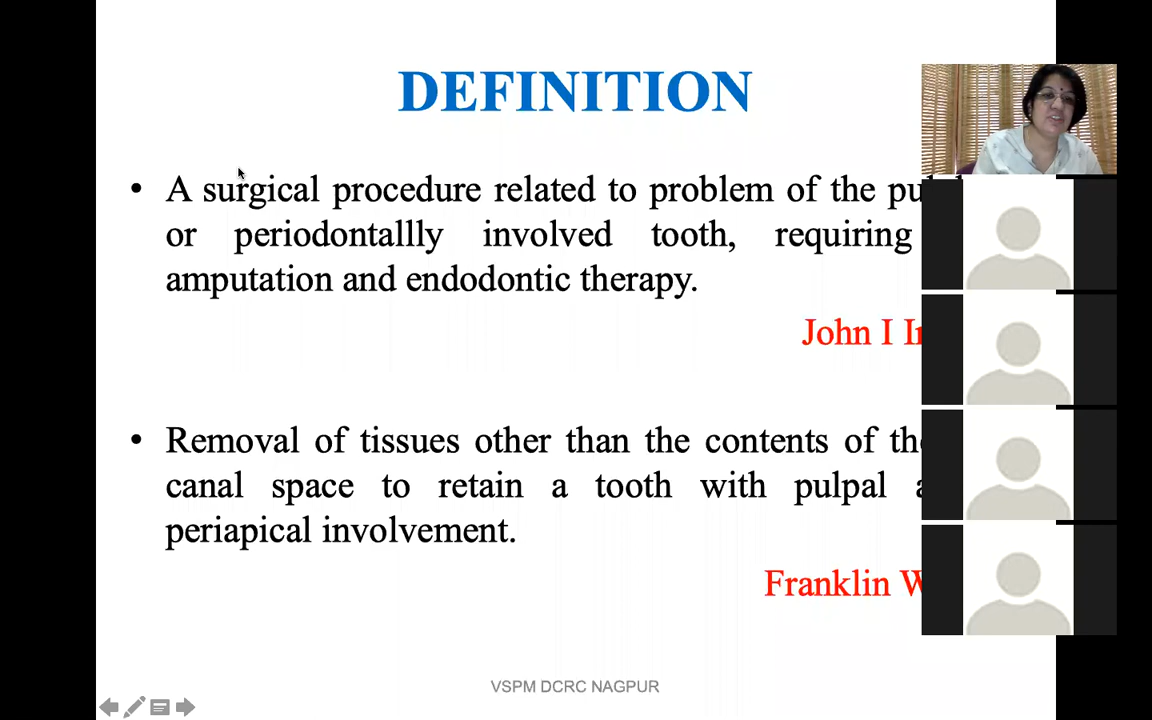 DEFINITION
• A surgical procedure related to problem of the
or periodontallly involved tooth, requiring
amputation and endodontic therapy.
John I
• Removal of tissues other than the contents of
canal space to retain a tooth with pulpal
periapical involvement.
Franklin
VSPM DCRC NAGPUR